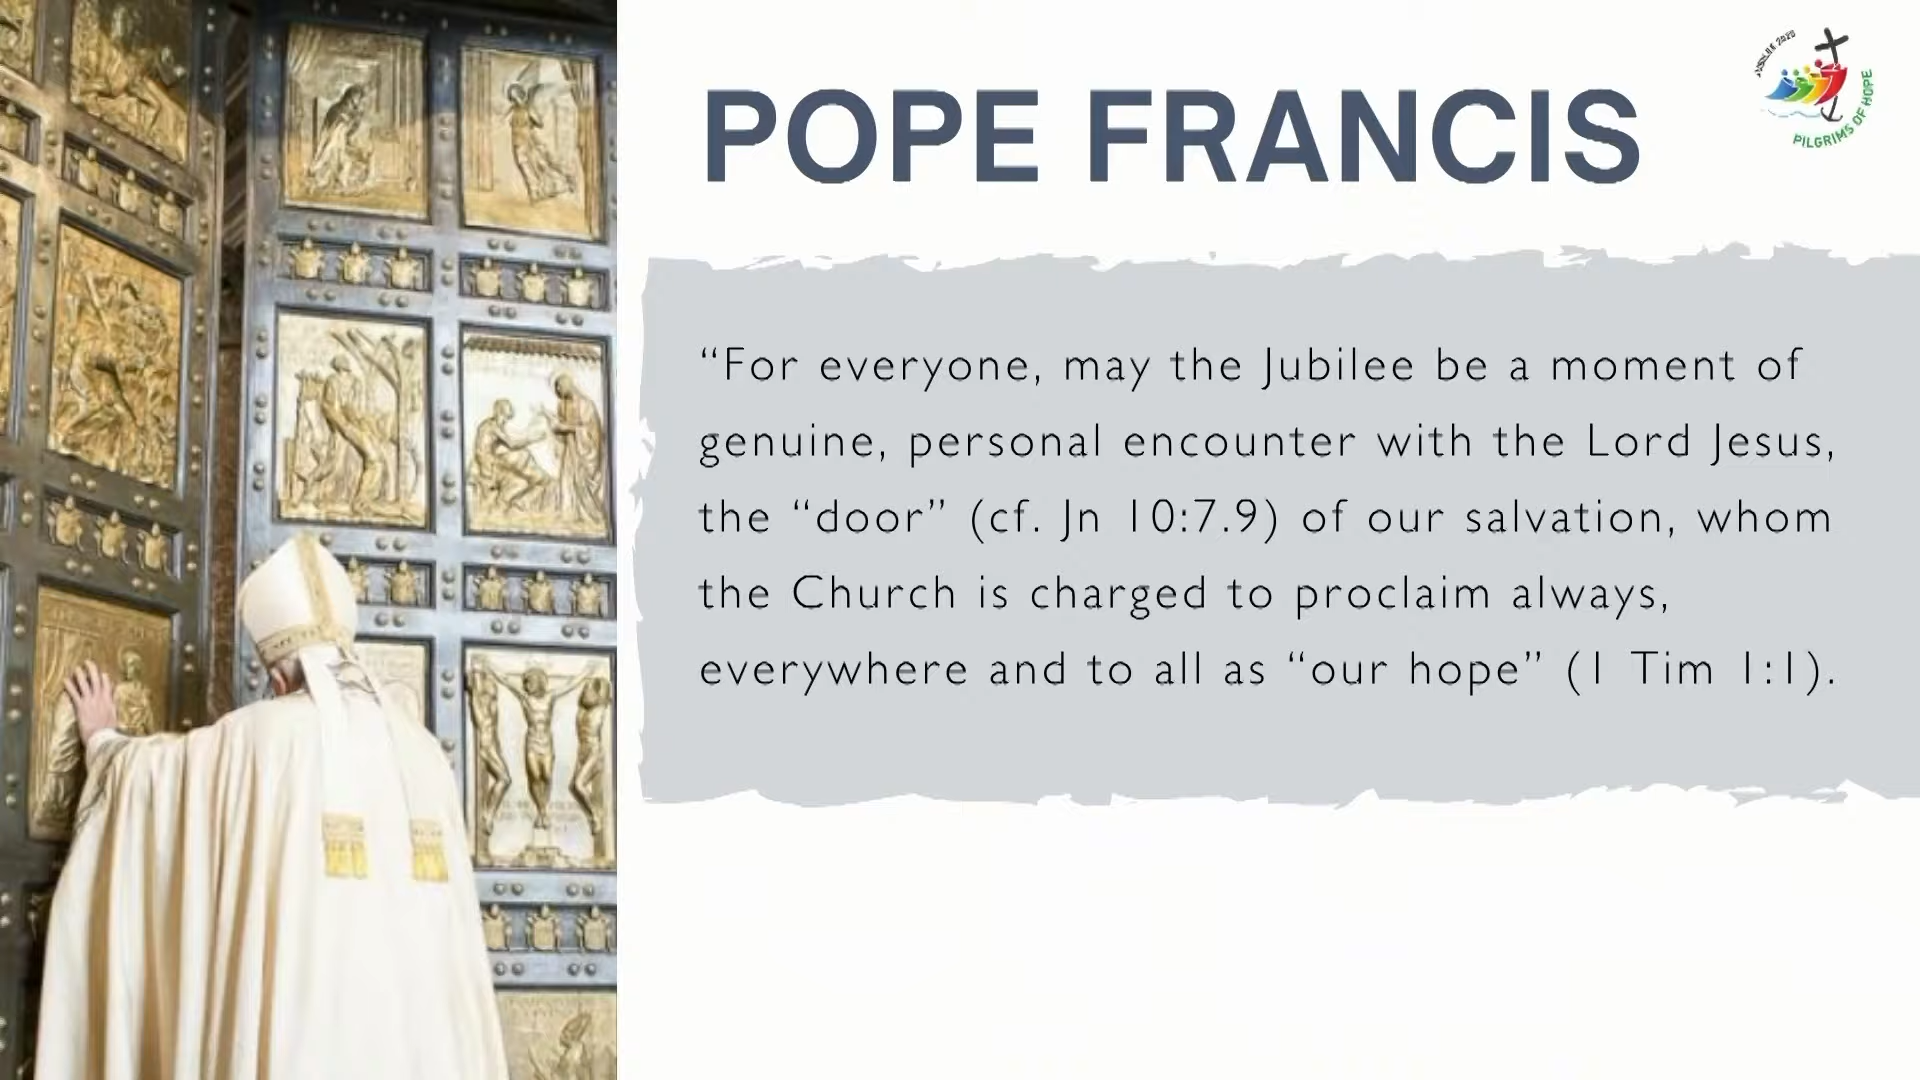 POPE FRANCIS
JUBILEE 2025
PILGRIMS OF HOPE
“For everyone, may the Jubilee be a moment of
genuine, personal encounter with the Lord Jesus,
the “door” (cf. Jn 10:7.9) of our salvation, whom
the Church is charged to proclaim always,
everywhere and to all as “our hope” (1 Tim 1:1).